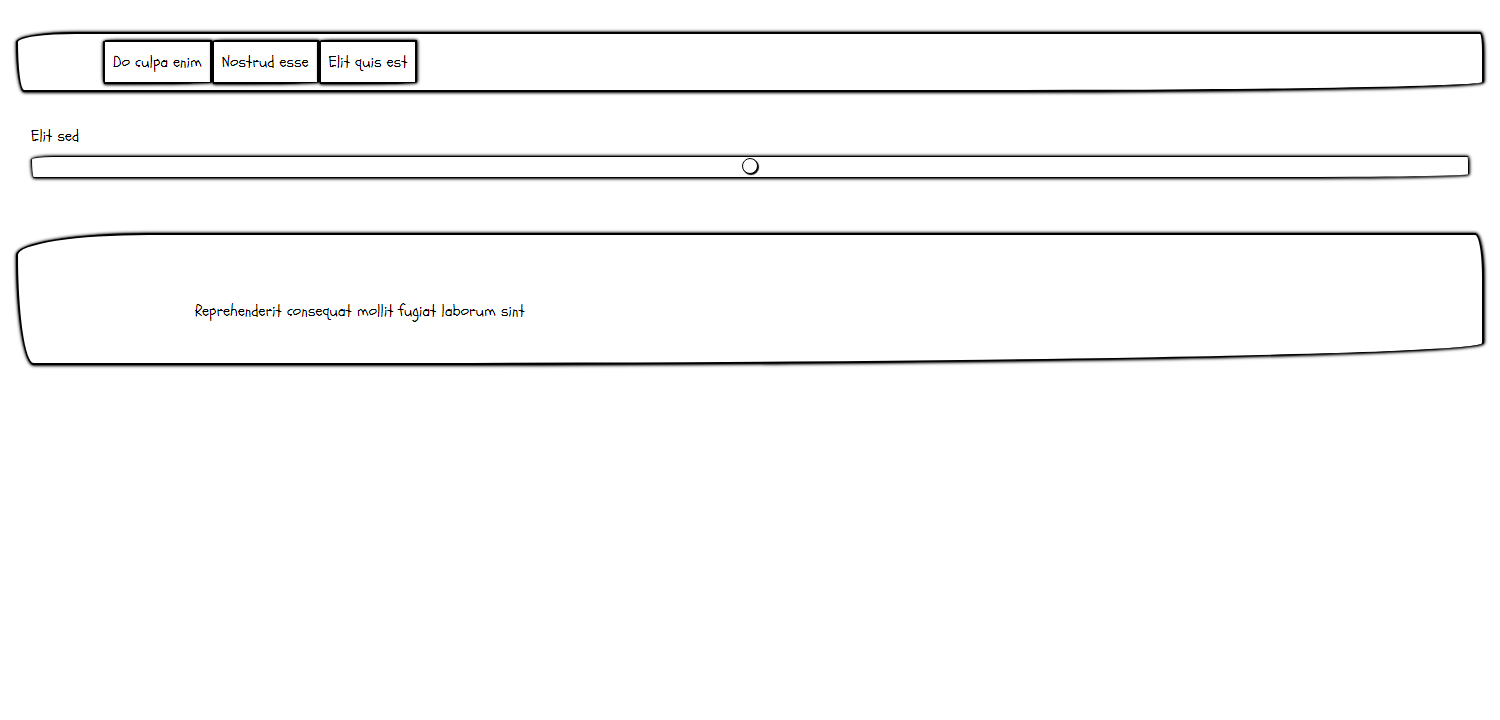 Do culpa enim
Nostrud esse
Elit quis est
Elit sed
Reprehenderit consequat mollit fugiat laborum sint